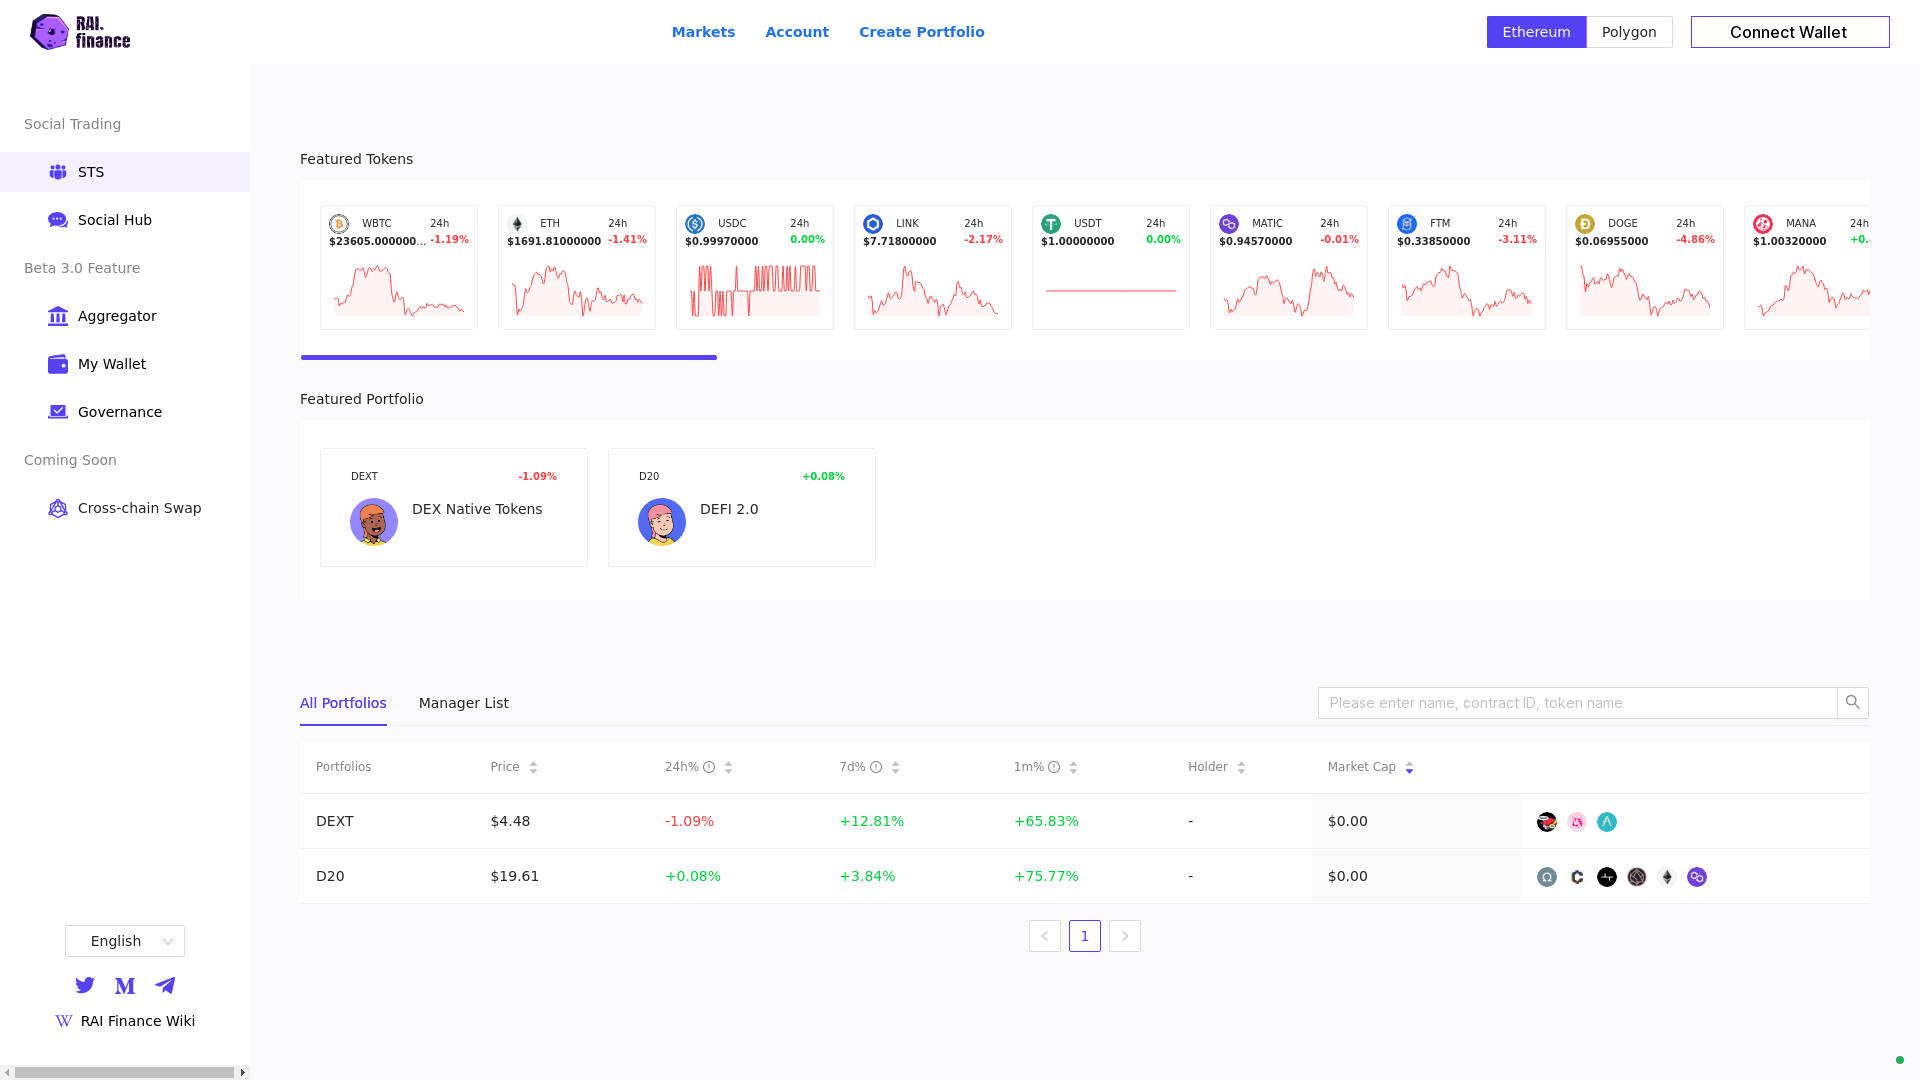 RAI.
finance
Markets
Account
Create Portfolio
Ethereum
Polygon
Connect Wallet
Social Trading
STS
Social Hub
Beta 3.0 Feature
Aggregator
My Wallet
Governance
Coming Soon
Cross-chain Swap
English
RAI Finance Wiki
Featured Tokens
WBTC 24h
$23605.000000... -1.19%
ETH 24h
$1691.81000000 -1.41%
USDC 24h
$0.99970000 0.00%
LINK 24h
$7.71800000 -2.17%
USDT 24h
$1.00000000 0.00%
MATIC 24h
$0.94570000 -0.01%
FTM 24h
$0.33850000 -3.11%
DOGE 24h
$0.06955000 -4.86%
MANA 24h
$1.00320000 +0.
Featured Portfolio
DEXT -1.09%
DEX Native Tokens
D20 +0.08%
DEFI 2.0
All Portfolios
Manager List
Please enter name, contract ID, token name
Portfolios Price 24h% 7d% 1m% Holder Market Cap
DEXT $4.48 -1.09% +12.81% +65.83% - $0.00
D20 $19.61 +0.08% +3.84% +75.77% - $0.00
1